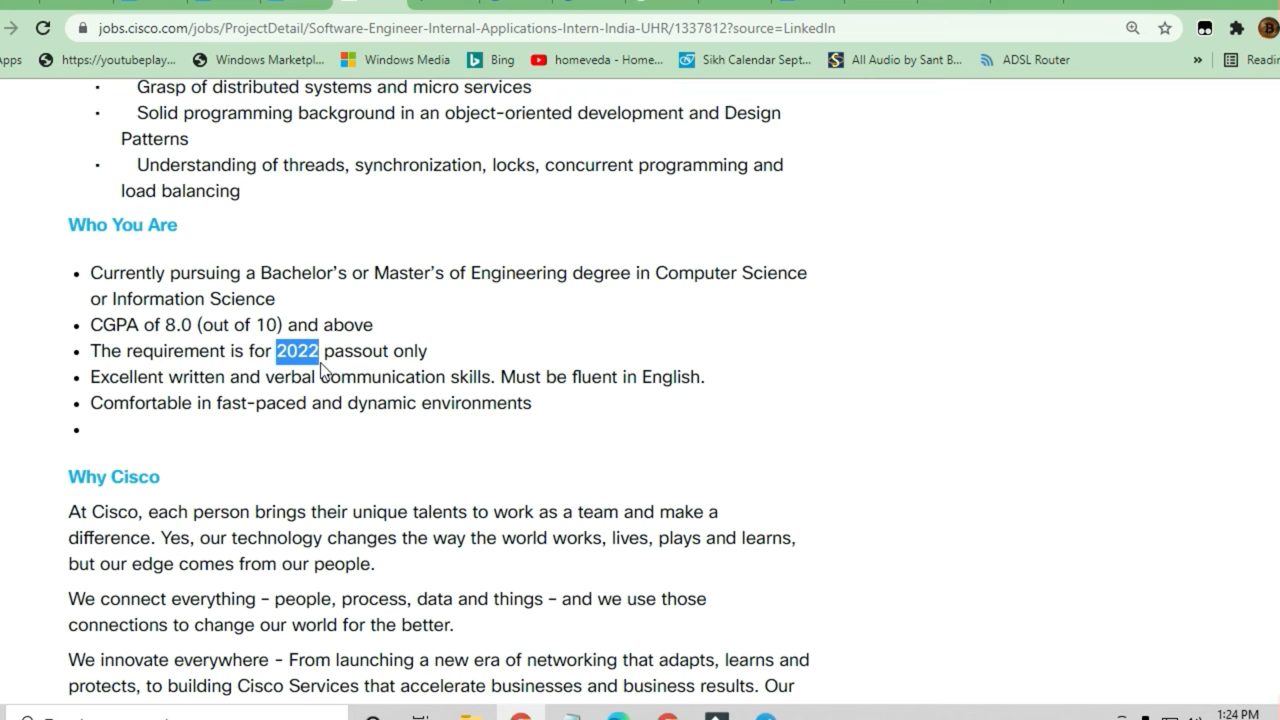 jobs.cisco.com/jobs/ProjectDetail/Software-Engineer-Internal-Applications-Intern-India-UHR/1337812?source=LinkedIn
pps https://youtubeplay... Windows Marketpl... Windows Media Bing homeveda - Home... Sikh Calendar Sept... All Audio by Sant B... ADSL Router » Readin
· Grasp of distributed systems and micro services
· Solid programming background in an object-oriented development and Design
Patterns
· Understanding of threads, synchronization, locks, concurrent programming and
load balancing
Who You Are
• Currently pursuing a Bachelor’s or Master’s of Engineering degree in Computer Science
or Information Science
• CGPA of 8.0 (out of 10) and above
• The requirement is for 2022 passout only
• Excellent written and verbal communication skills. Must be fluent in English.
• Comfortable in fast-paced and dynamic environments
•
Why Cisco
At Cisco, each person brings their unique talents to work as a team and make a
difference. Yes, our technology changes the way the world works, lives, plays and learns,
but our edge comes from our people.
We connect everything – people, process, data and things – and we use those
connections to change our world for the better.
We innovate everywhere - From launching a new era of networking that adapts, learns and
protects, to building Cisco Services that accelerate businesses and business results. Our
1:24 PM